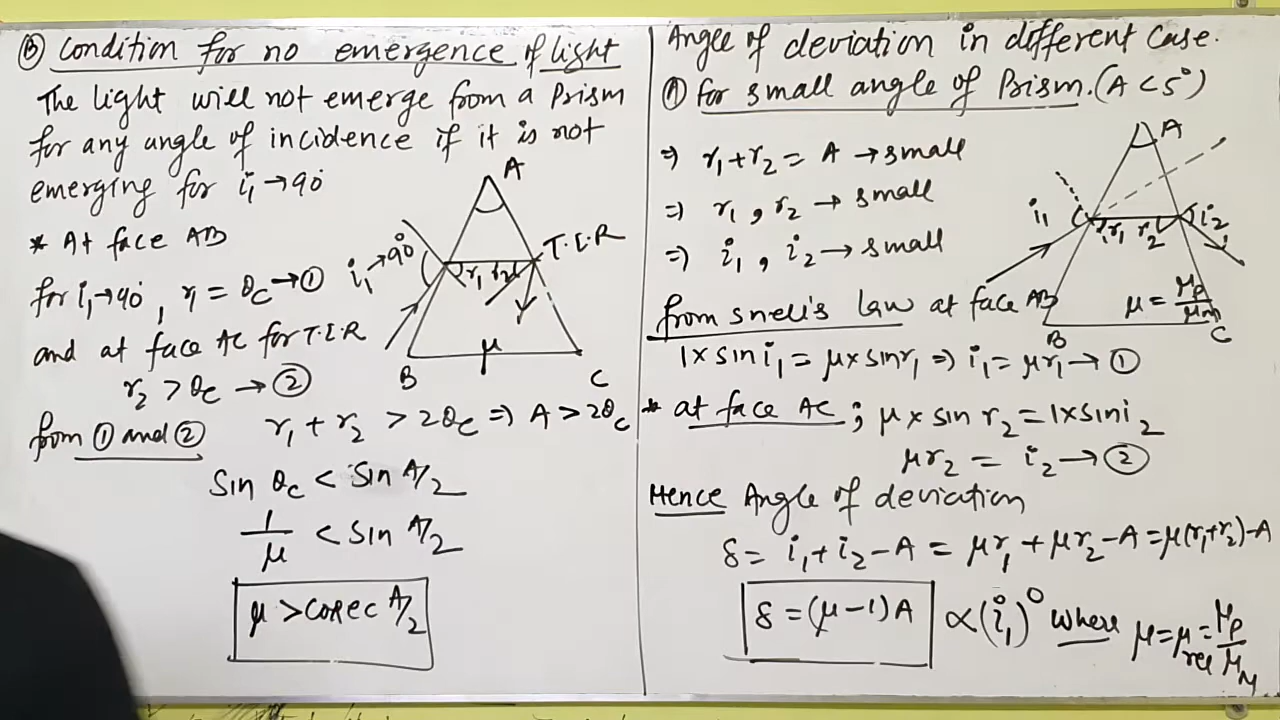 Ⓑ Condition for no emergence of light
The light will not emerge from a Prism
for any angle of incidence if it is not
emerging for i₁→90°
* At face AB
for i₁→90°, r₁ = θc→①
and at face AC for T.I.R
r₂ > θc → ②
from ① and ② r₁ + r₂ > 2θc ⇒ A > 2θc
Sin θc < Sin A/2
1/μ < Sin A/2
μ > Cosec A/2
A
i₁→90°
r₁ r₂
T.I.R
B
μ
C
Angle of deviation in different Case.
Ⓐ for small angle of Prism. (A < 5°)
⇒ r₁ + r₂ = A → small
⇒ r₁, r₂ → small
⇒ i₁, i₂ → small
from snell's law at face AB
1×sin i₁ = μ×sin r₁ ⇒ i₁ = μr₁ → ①
* at face AC; μ×sin r₂ = 1×sin i₂
μr₂ = i₂ → ②
Hence Angle of deviation
δ = i₁ + i₂ – A = μr₁ + μr₂ – A = μ(r₁+r₂) – A
δ = (μ–1)A ∝ (i₁)⁰ where μ = μrel = μP/μM
A
i₁
r₁ r₂
i₂
μ = μP/μm
B
C